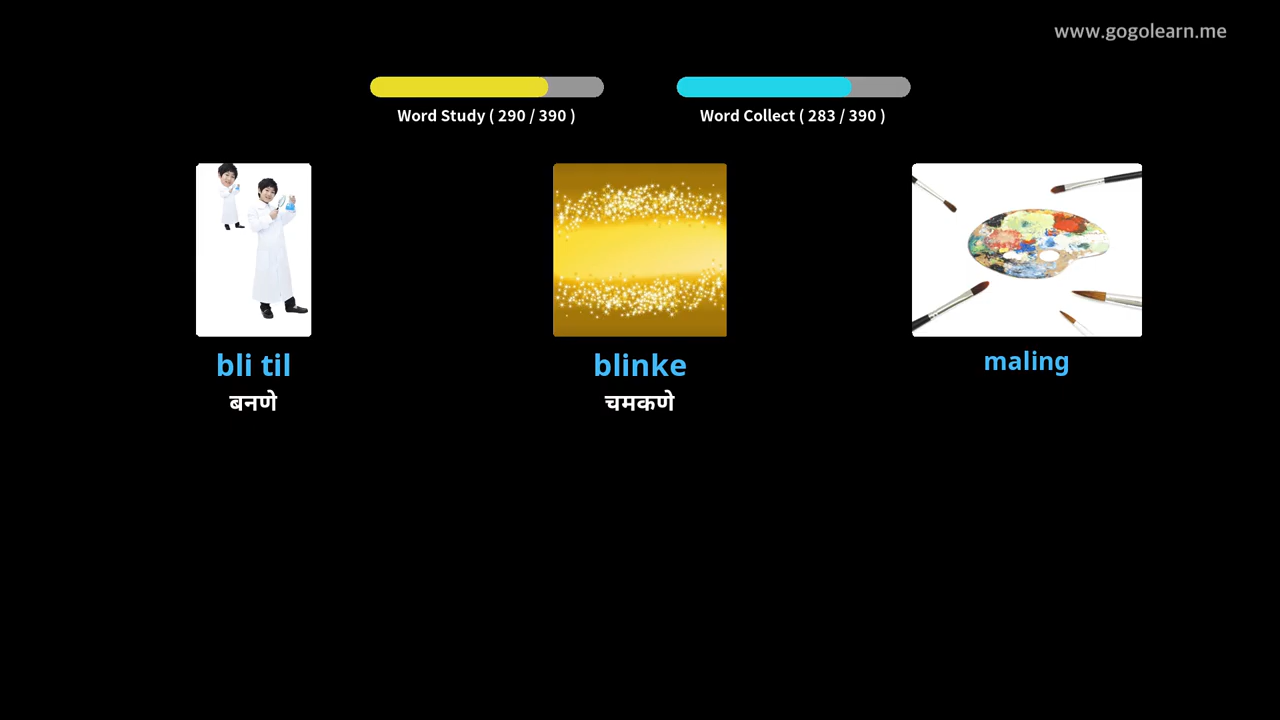 www.gogolearn.me
Word Study ( 290 / 390 )
Word Collect ( 283 / 390 )
bli til
बनणे
blinke
चमकणे
maling